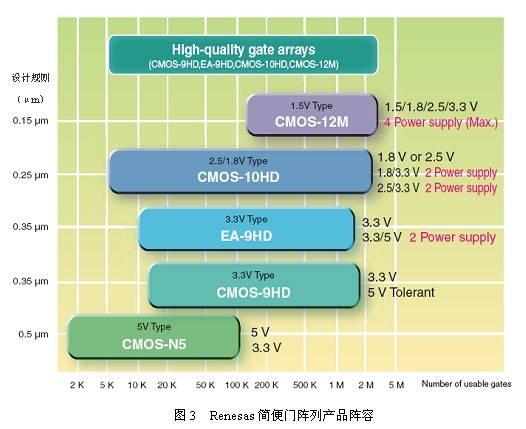 High-quality gate arrays
(CMOS-9HD,EA-9HD,CMOS-10HD,CMOS-12M)
设计规则
(μm)
0.15 μm
1.5V Type
CMOS-12M
1.5/1.8/2.5/3.3 V
4 Power supply (Max.)
0.25 μm
2.5/1.8V Type
CMOS-10HD
1.8 V or 2.5 V
1.8/3.3 V 2 Power supply
2.5/3.3 V 2 Power supply
0.35 μm
3.3V Type
EA-9HD
3.3 V
3.3/5 V 2 Power supply
0.35 μm
3.3V Type
CMOS-9HD
3.3 V
5 V Tolerant
0.5 μm
5V Type
CMOS-N5
5 V
3.3 V
2 K 5 K 10 K 20 K 50 K 100 K 200 K 500 K 1 M 2 M 5 M Number of usable gates
图 3 Renesas 简便门阵列产品阵容